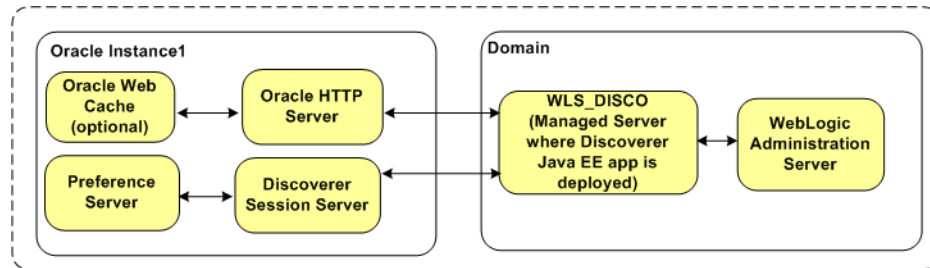 Oracle Instance1
Oracle Web
Cache
(optional)
Oracle HTTP
Server
Preference
Server
Discoverer
Session Server
Domain
WLS_DISCO
(Managed Server
where Discoverer
Java EE app is
deployed)
WebLogic
Administration
Server